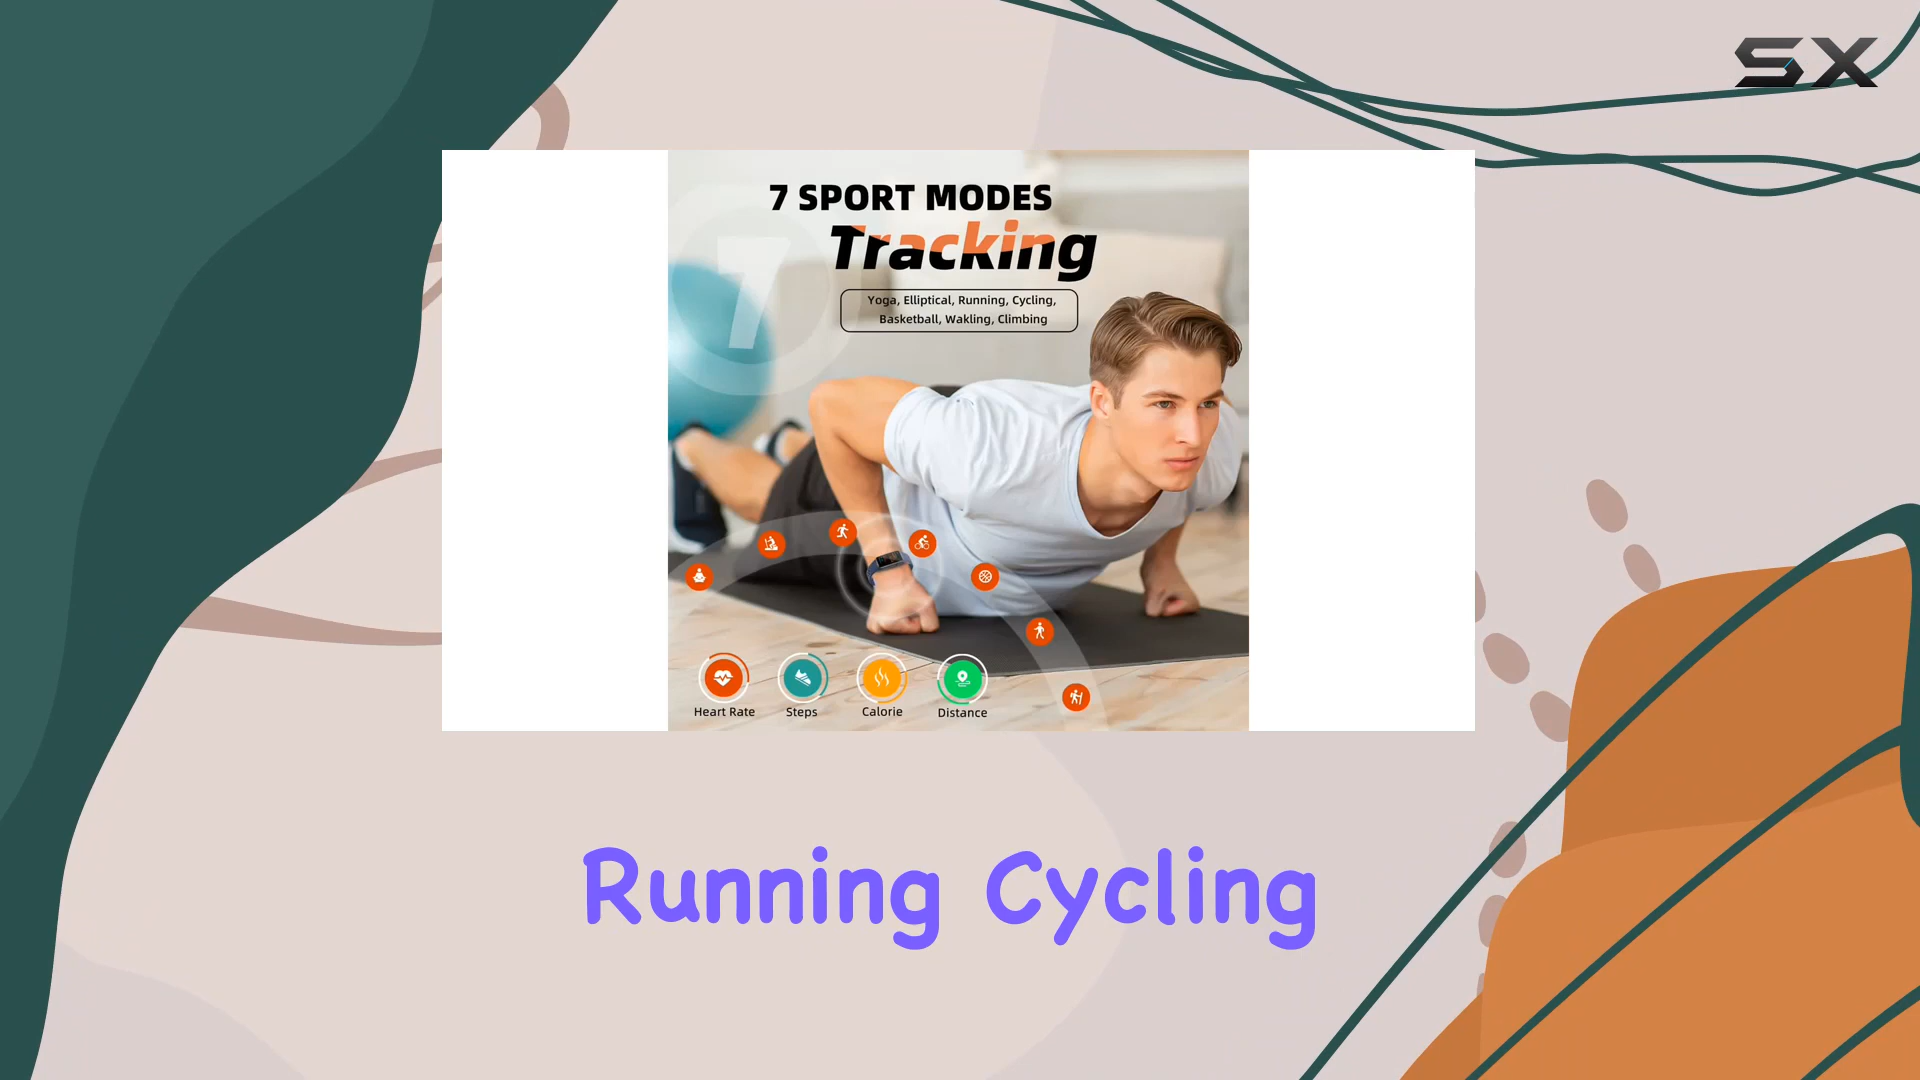 SX
7 SPORT MODES
Tracking
Yoga, Elliptical, Running, Cycling,
Basketball, Wakling, Climbing
7
Heart Rate Steps Calorie Distance
Running Cycling